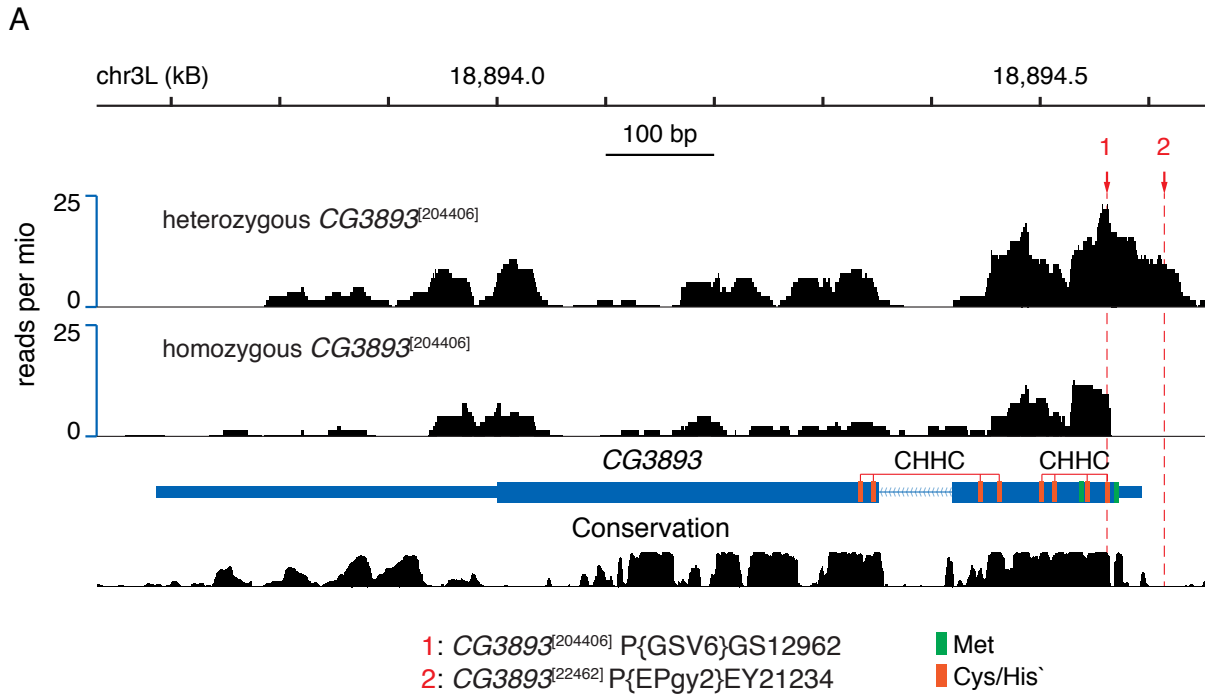 A
chr3L (kB) 18,894.0 18,894.5
100 bp
1 2
25
heterozygous CG3893[204406]
0
25
homozygous CG3893[204406]
0
reads per mio
CG3893 CHHC CHHC
Conservation
1: CG3893[204406] P{GSV6}GS12962
2: CG3893[22462] P{EPgy2}EY21234
Met
Cys/His`